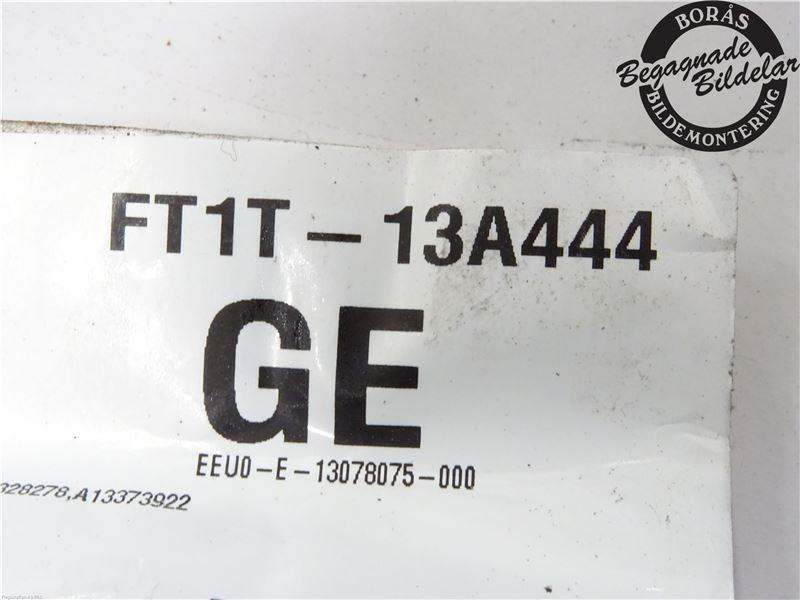 BORÅS
Begagnade
Bildelar
BILDEMONTERING
FT1T – 13A444
GE
EEU0-E-13078075-000
328278,A13373922